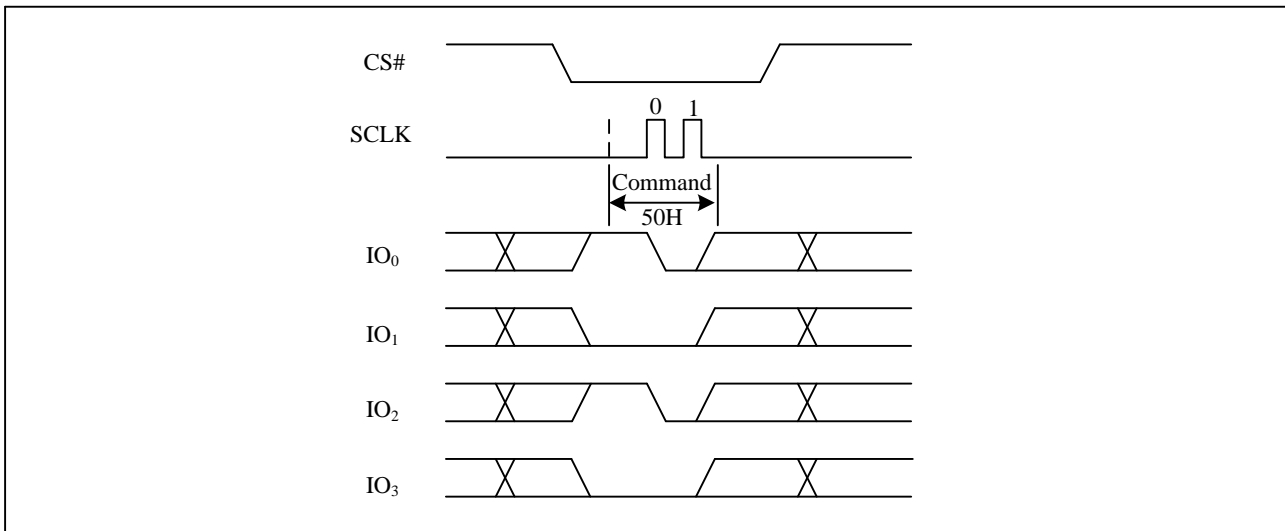 CS#
0 1
SCLK
Command
50H
IO₀
IO₁
IO₂
IO₃